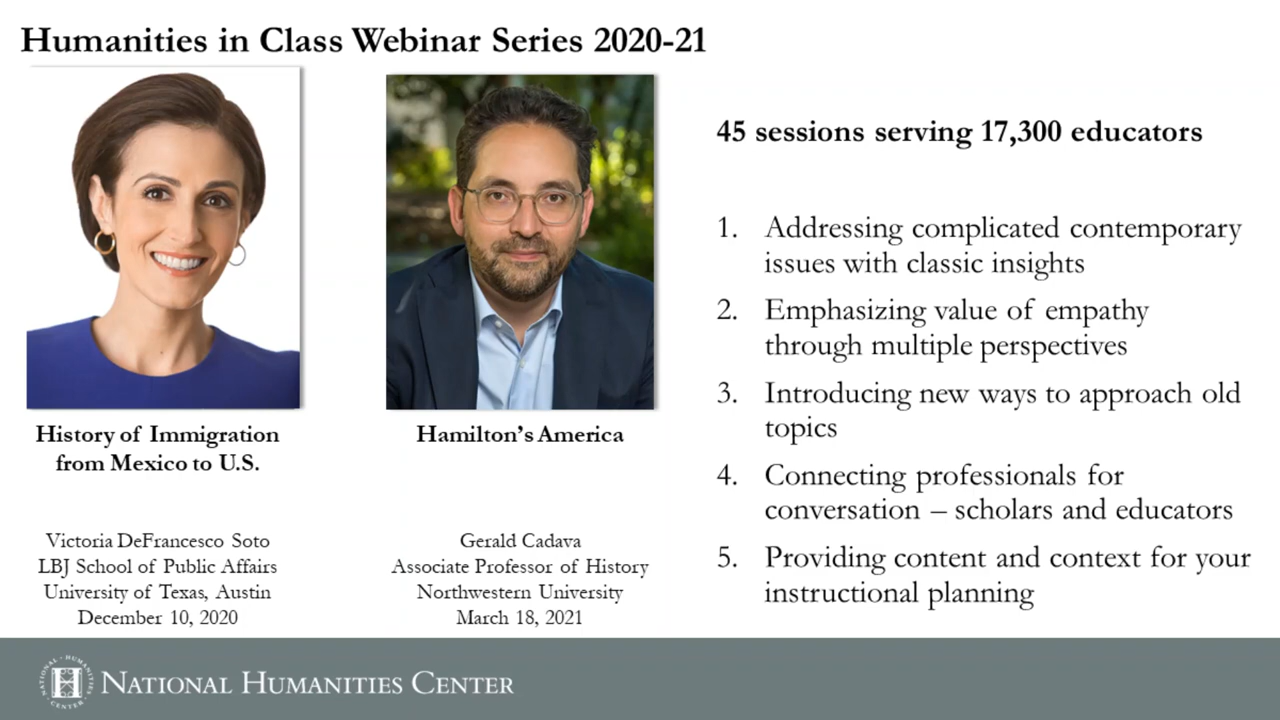 Humanities in Class Webinar Series 2020-21
History of Immigration
from Mexico to U.S.
Victoria DeFrancesco Soto
LBJ School of Public Affairs
University of Texas, Austin
December 10, 2020
Hamilton's America
Gerald Cadava
Associate Professor of History
Northwestern University
March 18, 2021
45 sessions serving 17,300 educators
1. Addressing complicated contemporary
issues with classic insights
2. Emphasizing value of empathy
through multiple perspectives
3. Introducing new ways to approach old
topics
4. Connecting professionals for
conversation – scholars and educators
5. Providing content and context for your
instructional planning
NATIONAL · HUMANITIES · CENTER
H
NATIONAL HUMANITIES CENTER